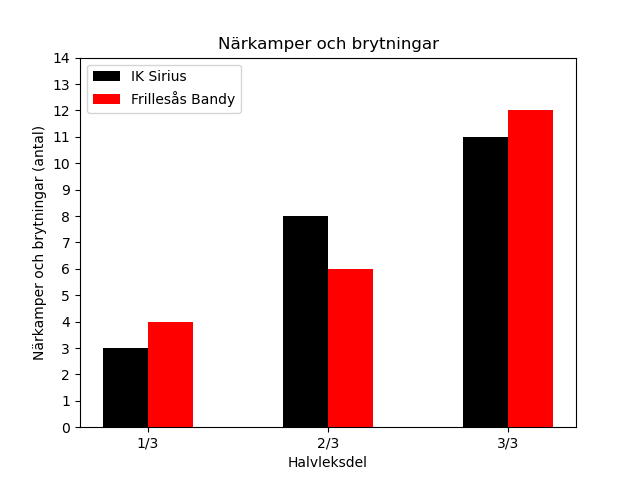 Närkamper och brytningar
IK Sirius
Frillesås Bandy
Närkamper och brytningar (antal)
14
13
12
11
10
9
8
7
6
5
4
3
2
1
0
1/3 2/3 3/3
Halvleksdel